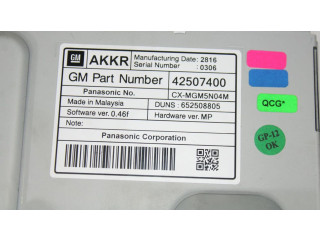 GM AKKR Manufacturing Date : 2816
Serial Number : 0306
GM Part Number 42507400
Panasonic No. CX-MGM5N04M
Made in Malaysia DUNS : 652508805
Software ver. 0.46f Hardware ver. MP
Panasonic Corporation
Note:
QCG*
GP-12
OK